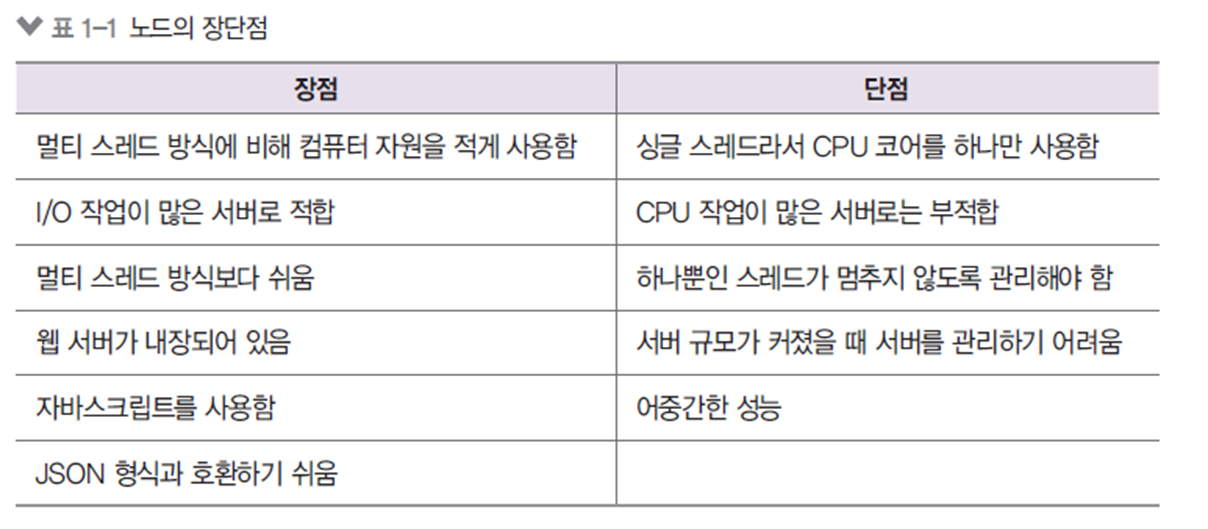 표 1-1 노드의 장단점
장점 단점
멀티 스레드 방식에 비해 컴퓨터 자원을 적게 사용함 싱글 스레드라서 CPU 코어를 하나만 사용함
I/O 작업이 많은 서버로 적합 CPU 작업이 많은 서버로는 부적합
멀티 스레드 방식보다 쉬움 하나뿐인 스레드가 멈추지 않도록 관리해야 함
웹 서버가 내장되어 있음 서버 규모가 커졌을 때 서버를 관리하기 어려움
자바스크립트를 사용함 어중간한 성능
JSON 형식과 호환하기 쉬움